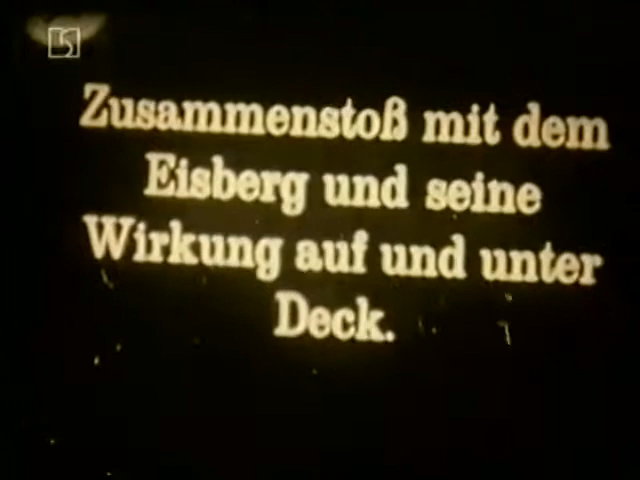 Zusammenstoß mit dem
Eisberg und seine
Wirkung auf und unter
Deck.